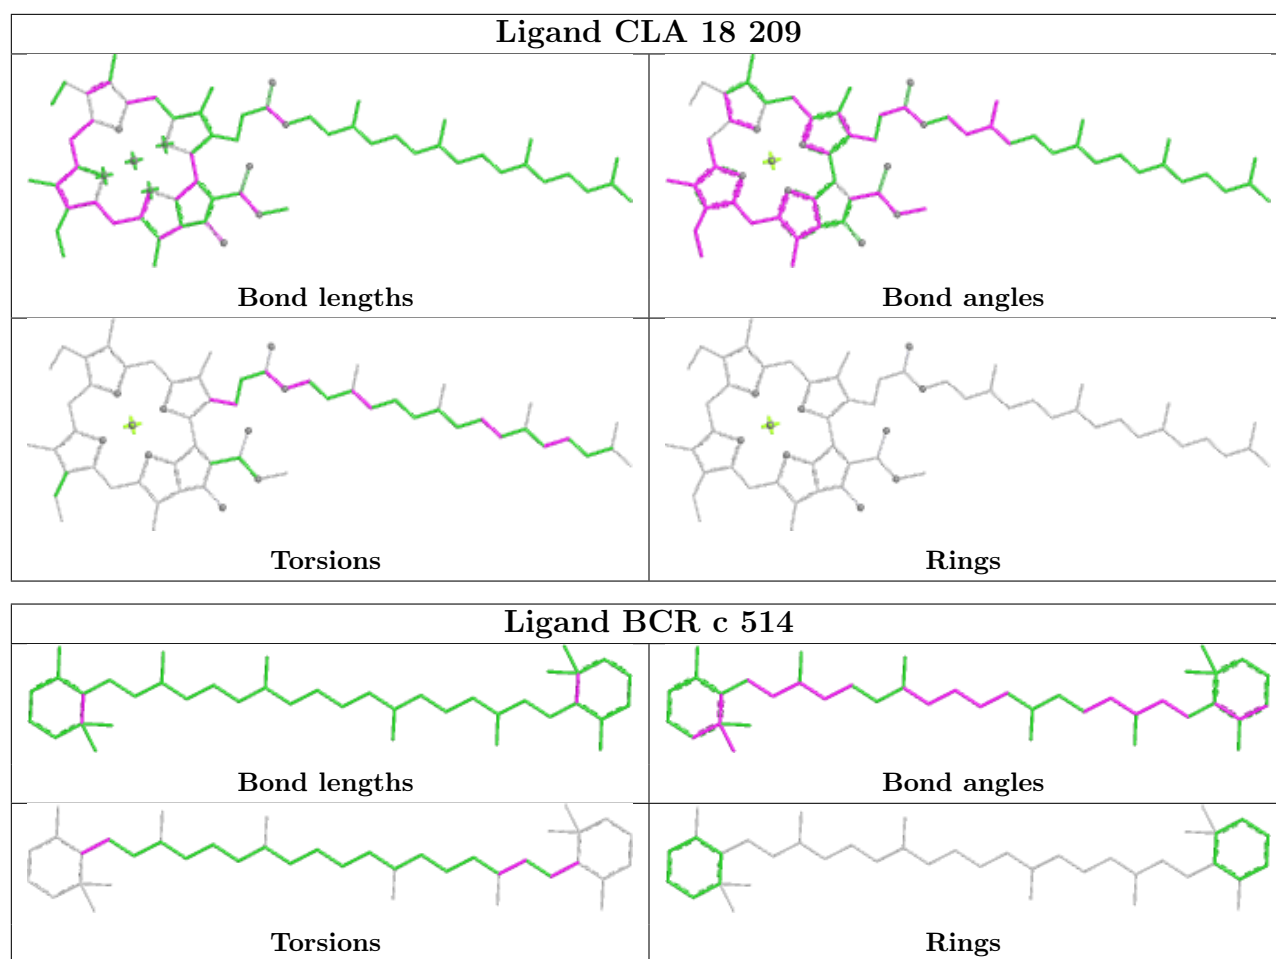 Ligand CLA 18 209
Bond lengths
Bond angles
Torsions
Rings
Ligand BCR c 514
Bond lengths
Bond angles
Torsions
Rings